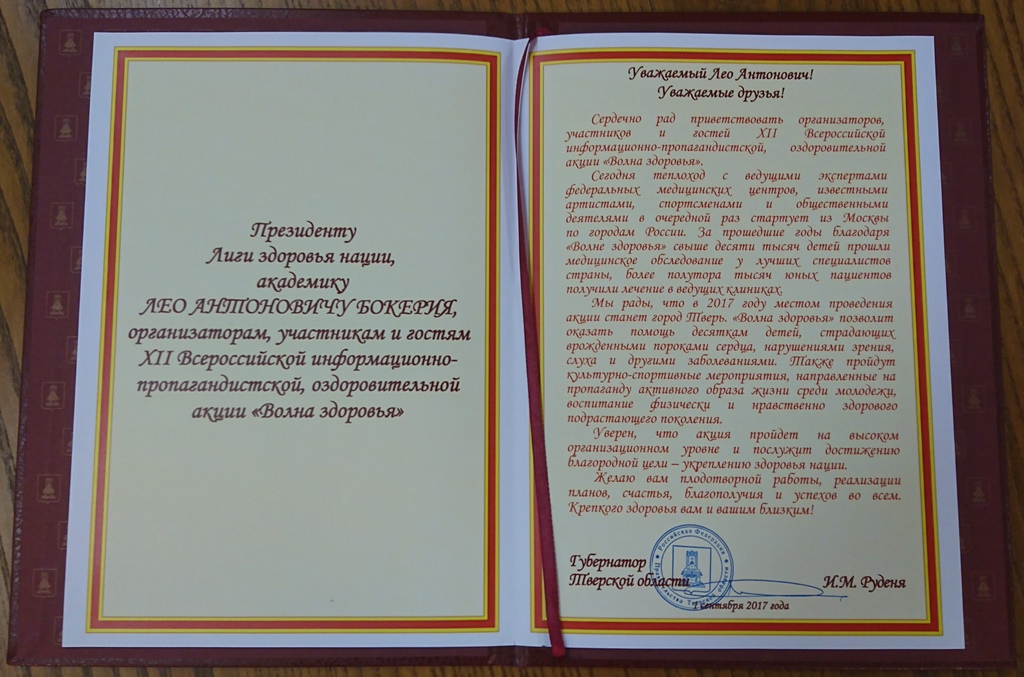 Президенту
Лиги здоровья нации,
академику
ЛЕО АНТОНОВИЧУ БОКЕРИЯ,
организаторам, участникам и гостям
XII Всероссийской информационно-
пропагандистской, оздоровительной
акции «Волна здоровья»
Уважаемый Лео Антонович!
Уважаемые друзья!
Сердечно рад приветствовать организаторов,
участников и гостей XII Всероссийской
информационно-пропагандистской, оздоровительной
акции «Волна здоровья».
Сегодня теплоход с ведущими экспертами
федеральных медицинских центров, известными
артистами, спортсменами и общественными
деятелями в очередной раз стартует из Москвы
по городам России. За прошедшие годы благодаря
«Волне здоровья» свыше десяти тысяч детей прошли
медицинское обследование у лучших специалистов
страны, более полутора тысяч юных пациентов
получили лечение в ведущих клиниках.
Мы рады, что в 2017 году местом проведения
акции станет город Тверь. «Волна здоровья» позволит
оказать помощь десяткам детей, страдающих
врожденными пороками сердца, нарушениями зрения,
слуха и другими заболеваниями. Также пройдут
культурно-спортивные мероприятия, направленные на
пропаганду активного образа жизни среди молодежи,
воспитание физически и нравственно здорового
подрастающего поколения.
Уверен, что акция пройдет на высоком
организационном уровне и послужит достижению
благородной цели – укреплению здоровья нации.
Желаю вам плодотворной работы, реализации
планов, счастья, благополучия и успехов во всем.
Крепкого здоровья вам и вашим близким!
Российская Федерация
Губернатор
Тверской области И.М. Руденя
сентября 2017 года